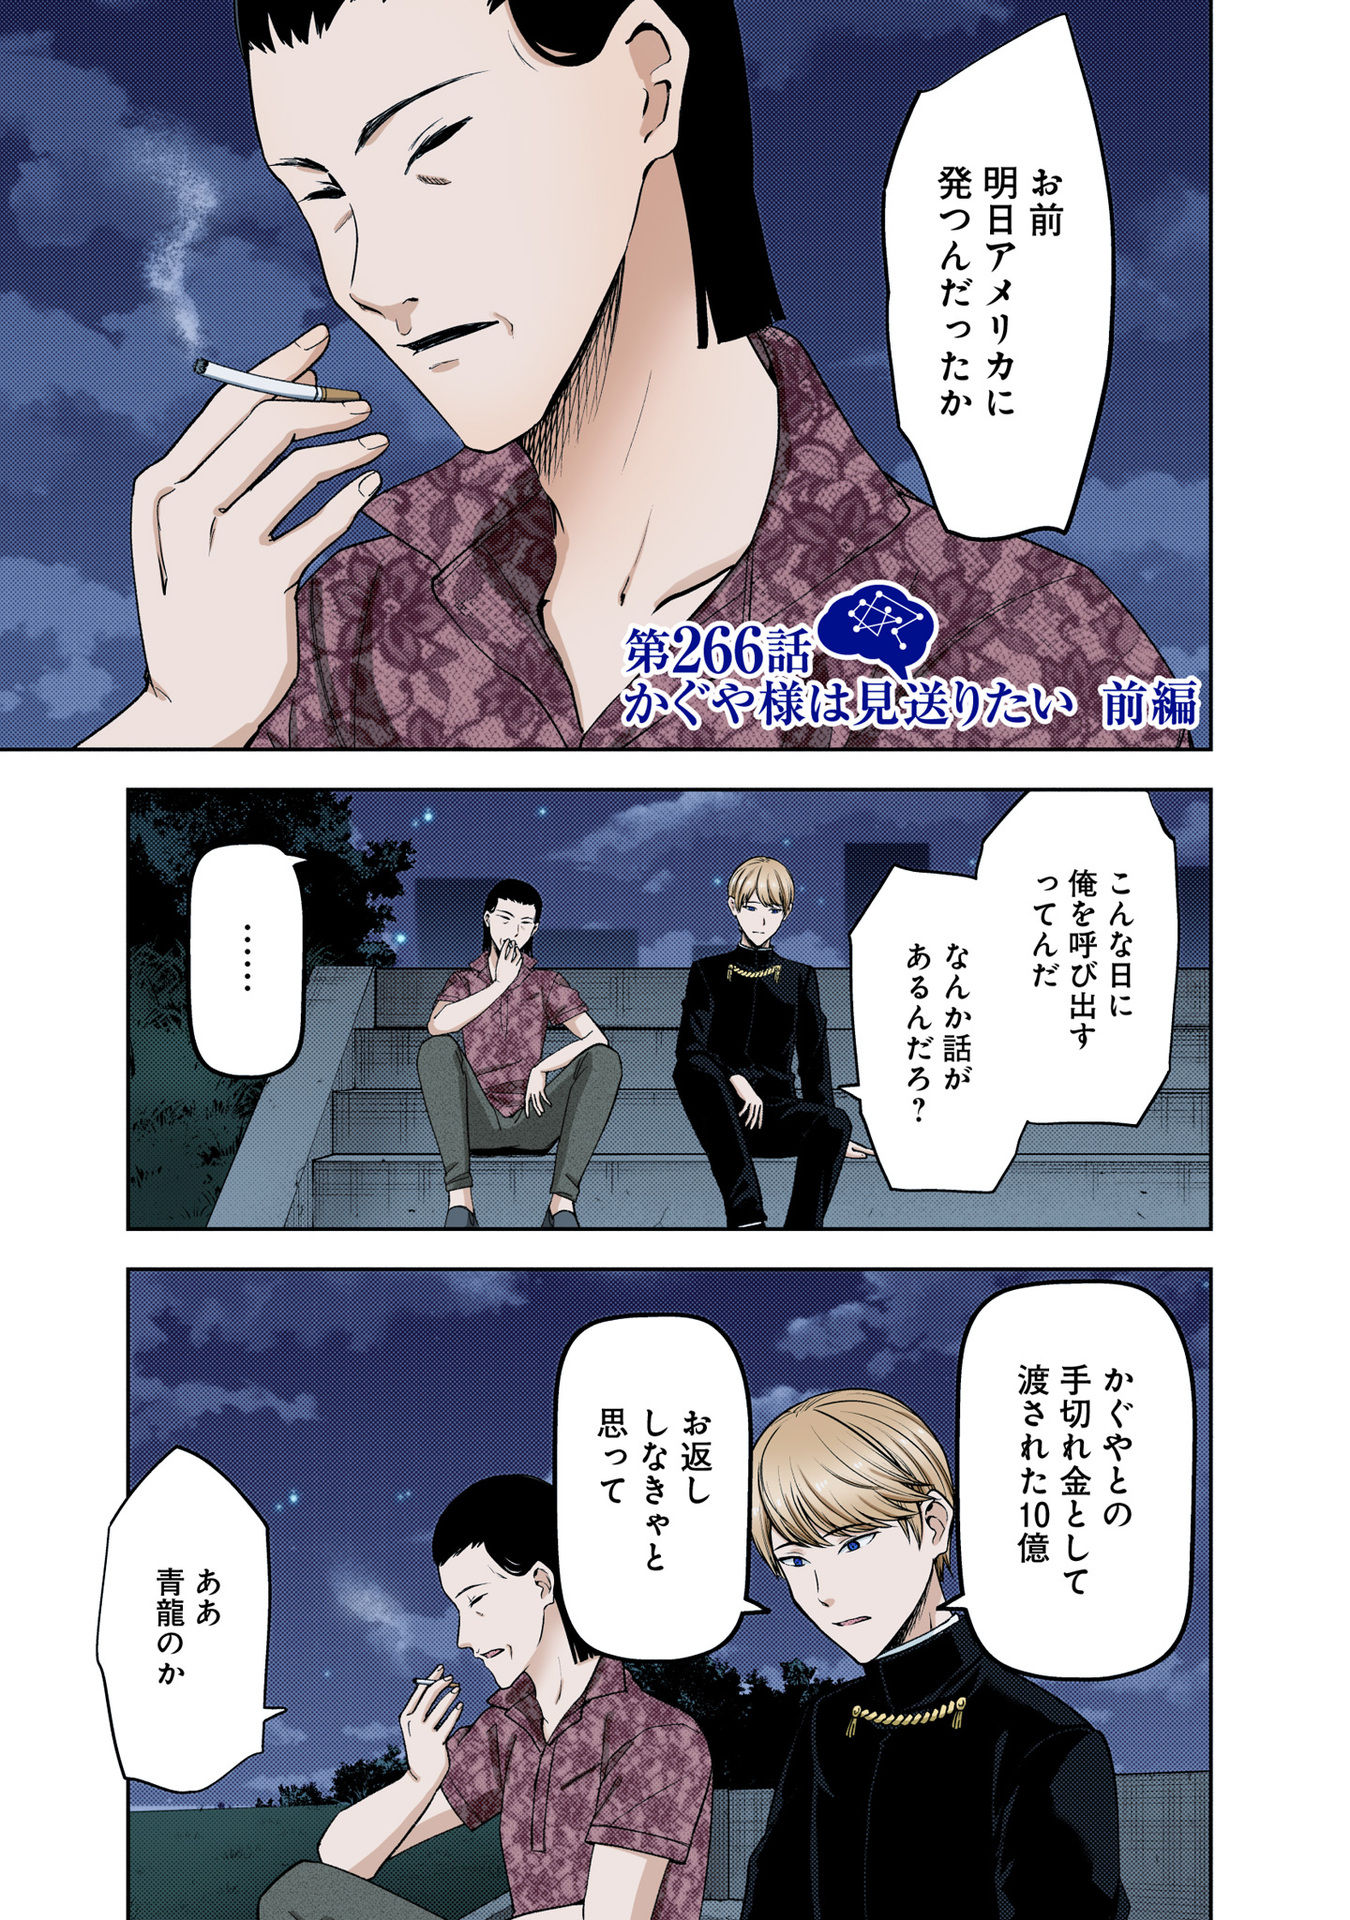 お前
明日アメリカに
発つんだったか
第266話
かぐや様は見送りたい 前編
こんな日に
俺を呼び出す
ってんだ
なんか話が
あるんだろ？
……
かぐやとの
手切れ金として
渡された10億
お返し
しなきゃと
思って
ああ
青龍のか